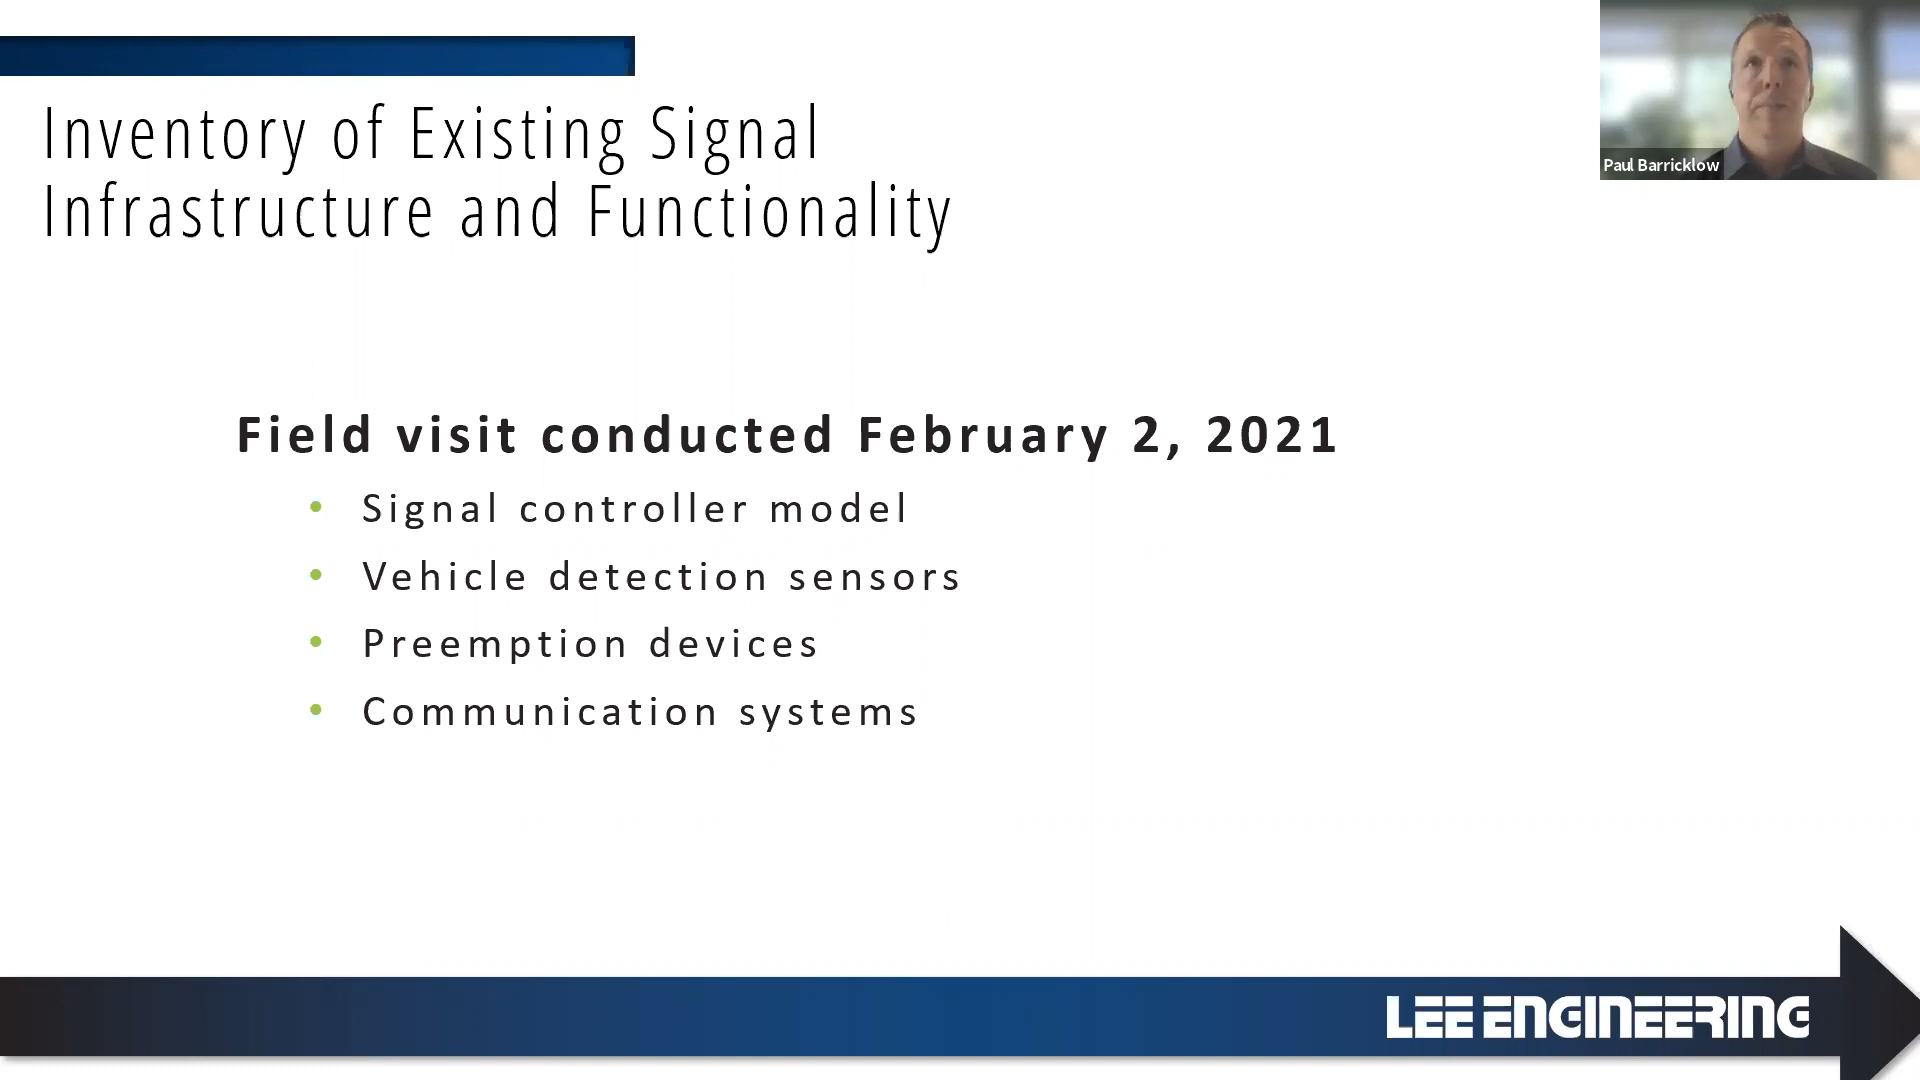 Inventory of Existing Signal
Infrastructure and Functionality
Paul Barricklow
Field visit conducted February 2, 2021
• Signal controller model
• Vehicle detection sensors
• Preemption devices
• Communication systems
LEE ENGINEERING